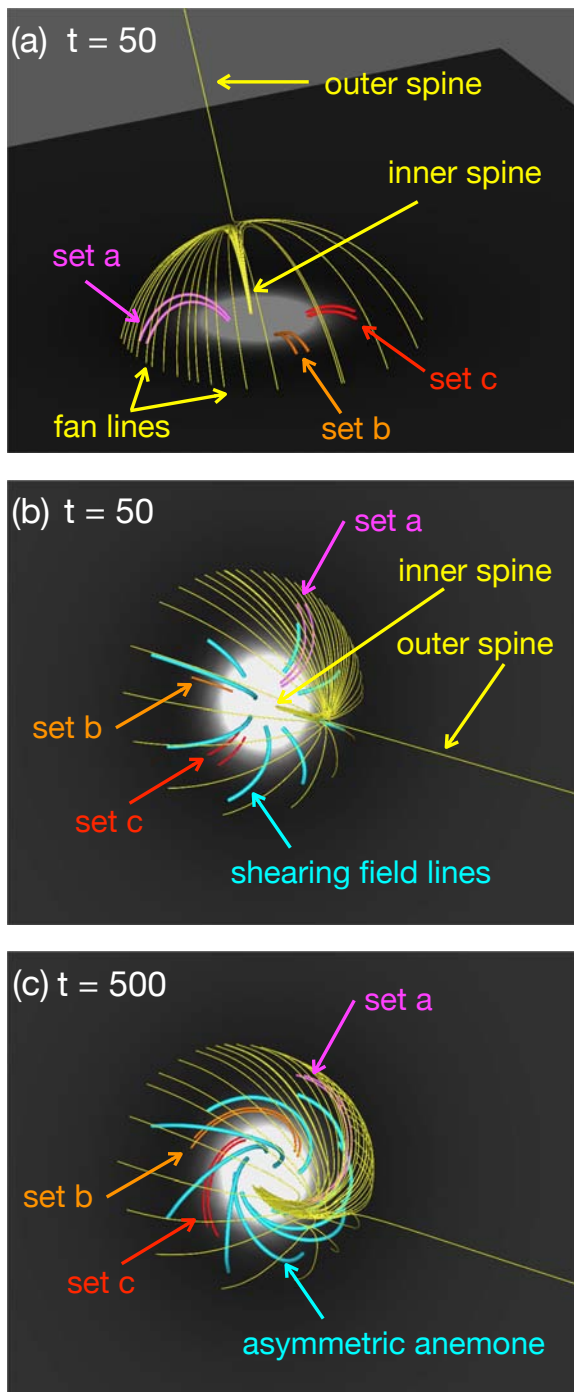 (a) t = 50
outer spine
inner spine
set a
set c
fan lines
set b
(b) t = 50
set a
inner spine
outer spine
set b
set c
shearing field lines
(c) t = 500
set a
set b
set c
asymmetric anemone